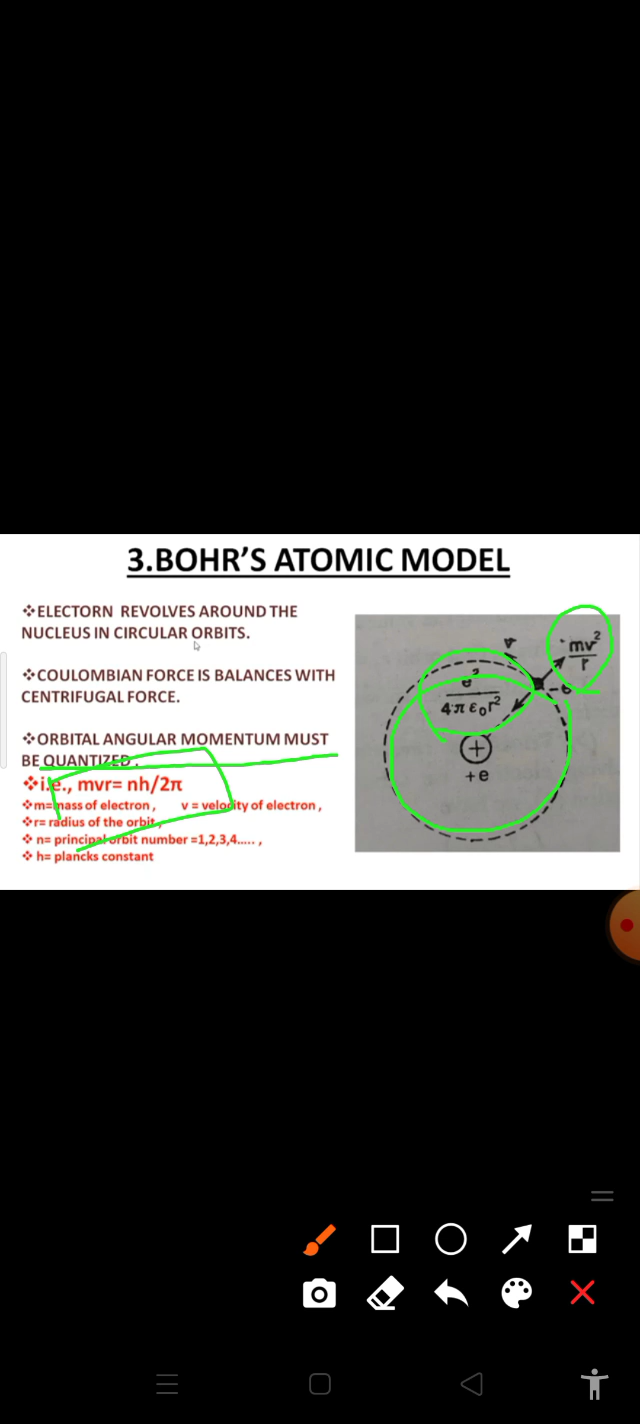 3.BOHR'S ATOMIC MODEL
❖ELECTORN REVOLVES AROUND THE
NUCLEUS IN CIRCULAR ORBITS.
❖COULOMBIAN FORCE IS BALANCES WITH
CENTRIFUGAL FORCE.
❖ORBITAL ANGULAR MOMENTUM MUST
BE QUANTIZED .
❖i.e., mvr= nh/2π
❖m=mass of electron , v = velocity of electron ,
❖r= radius of the orbit,
❖ n= principal orbit number =1,2,3,4..... ,
❖ h= plancks constant
v
mv²/r
e²/4π ε₀r²
-e
+
+e